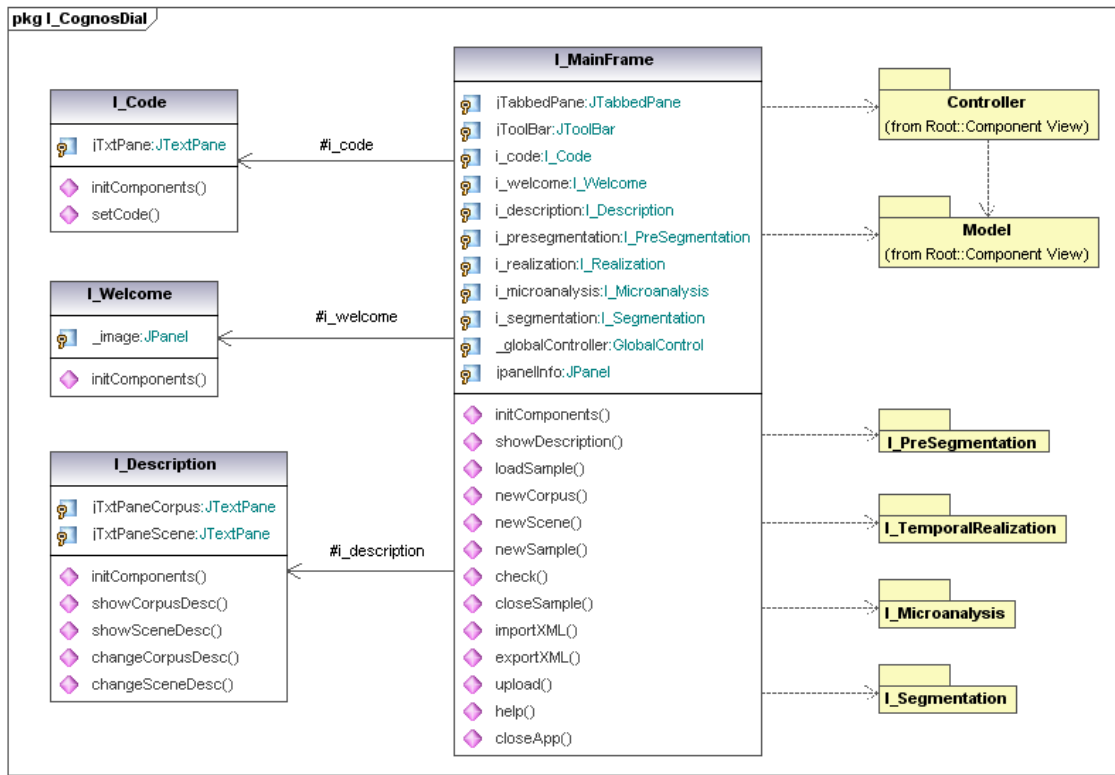 pkg I_CognosDial
I_Code
jTxtPane:JTextPane
initComponents()
setCode()
#i_code
I_Welcome
_image:JPanel
initComponents()
#i_welcome
I_Description
jTxtPaneCorpus:JTextPane
jTxtPaneScene:JTextPane
initComponents()
showCorpusDesc()
showSceneDesc()
changeCorpusDesc()
changeSceneDesc()
#i_description
I_MainFrame
jTabbedPane:JTabbedPane
jToolBar:JToolBar
i_code:I_Code
i_welcome:I_Welcome
i_description:I_Description
i_presegmentation:I_PreSegmentation
i_realization:I_Realization
i_microanalysis:I_Microanalysis
i_segmentation:I_Segmentation
_globalController:GlobalControl
ipanelInfo:JPanel
initComponents()
showDescription()
loadSample()
newCorpus()
newScene()
newSample()
check()
closeSample()
importXML()
exportXML()
upload()
help()
closeApp()
Controller
(from Root::Component View)
Model
(from Root::Component View)
I_PreSegmentation
I_TemporalRealization
I_Microanalysis
I_Segmentation